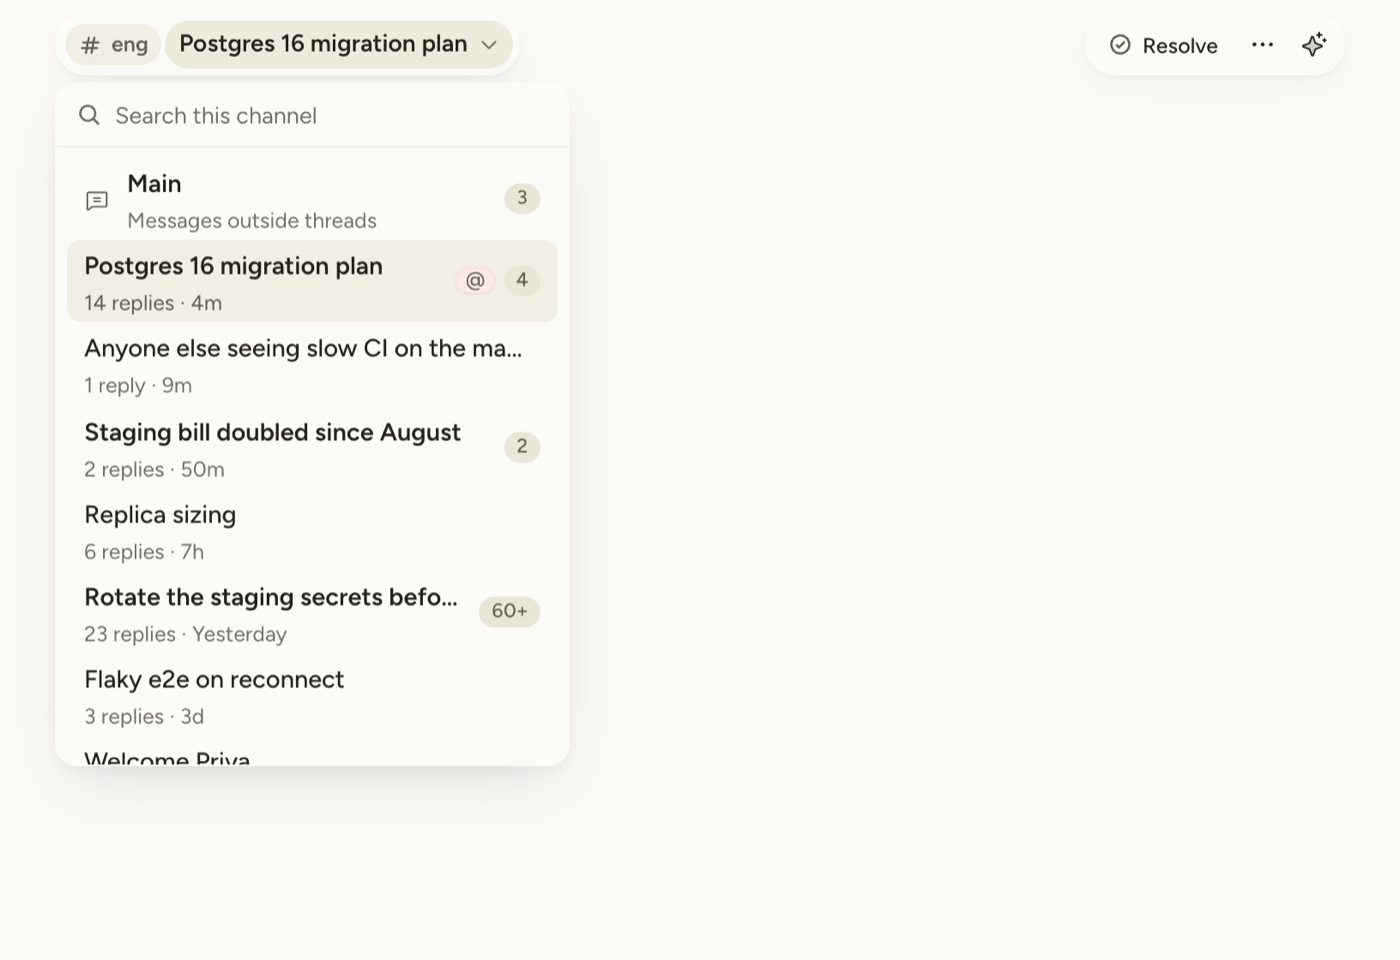 # eng Postgres 16 migration plan
Resolve ...
Search this channel
Main
Messages outside threads
3
Postgres 16 migration plan
14 replies · 4m
@ 4
Anyone else seeing slow CI on the ma...
1 reply · 9m
Staging bill doubled since August
2 replies · 50m
2
Replica sizing
6 replies · 7h
Rotate the staging secrets befo...
23 replies · Yesterday
60+
Flaky e2e on reconnect
3 replies · 3d
Welcome Priya